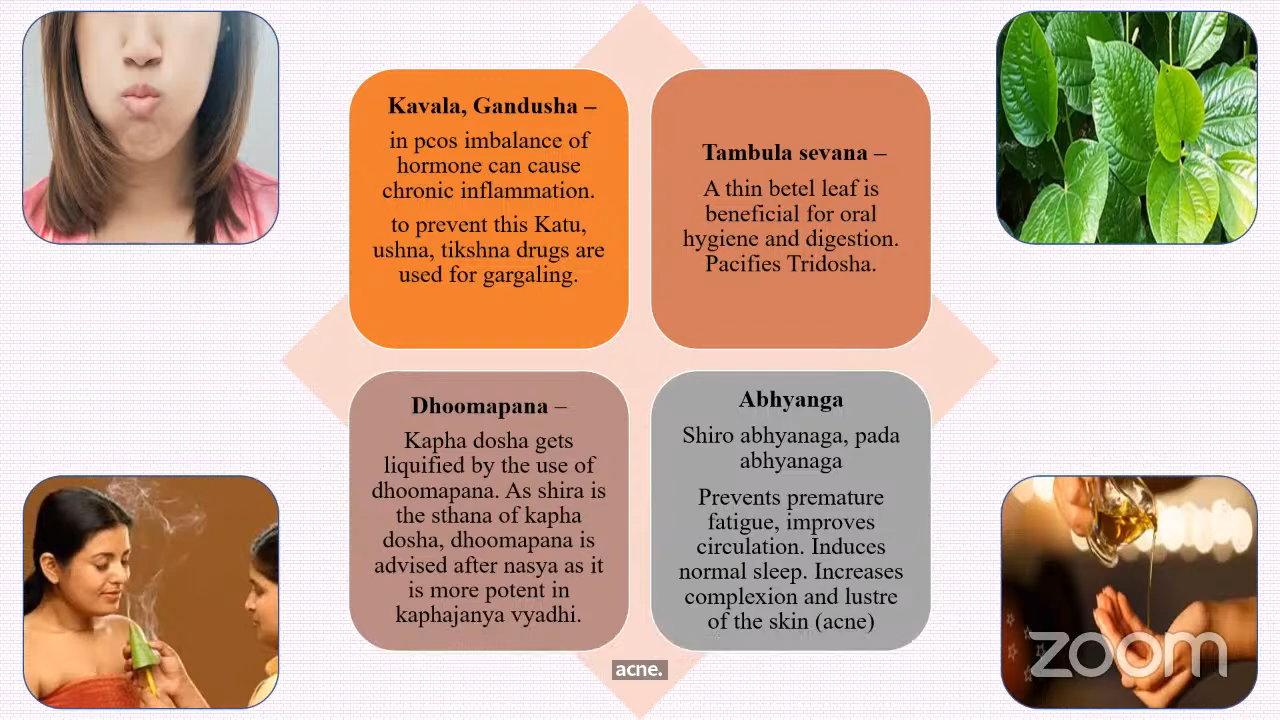 Kavala, Gandusha –
in pcos imbalance of
hormone can cause
chronic inflammation.
to prevent this Katu,
ushna, tikshna drugs are
used for gargaling.
Tambula sevana –
A thin betel leaf is
beneficial for oral
hygiene and digestion.
Pacifies Tridosha.
Dhoomapana –
Kapha dosha gets
liquified by the use of
dhoomapana. As shira is
the sthana of kapha
dosha, dhoomapana is
advised after nasya as it
is more potent in
kaphajanya vyadhi.
Abhyanga
Shiro abhyanaga, pada
abhyanaga
Prevents premature
fatigue, improves
circulation. Induces
normal sleep. Increases
complexion and lustre
of the skin (acne)
acne.
zoom